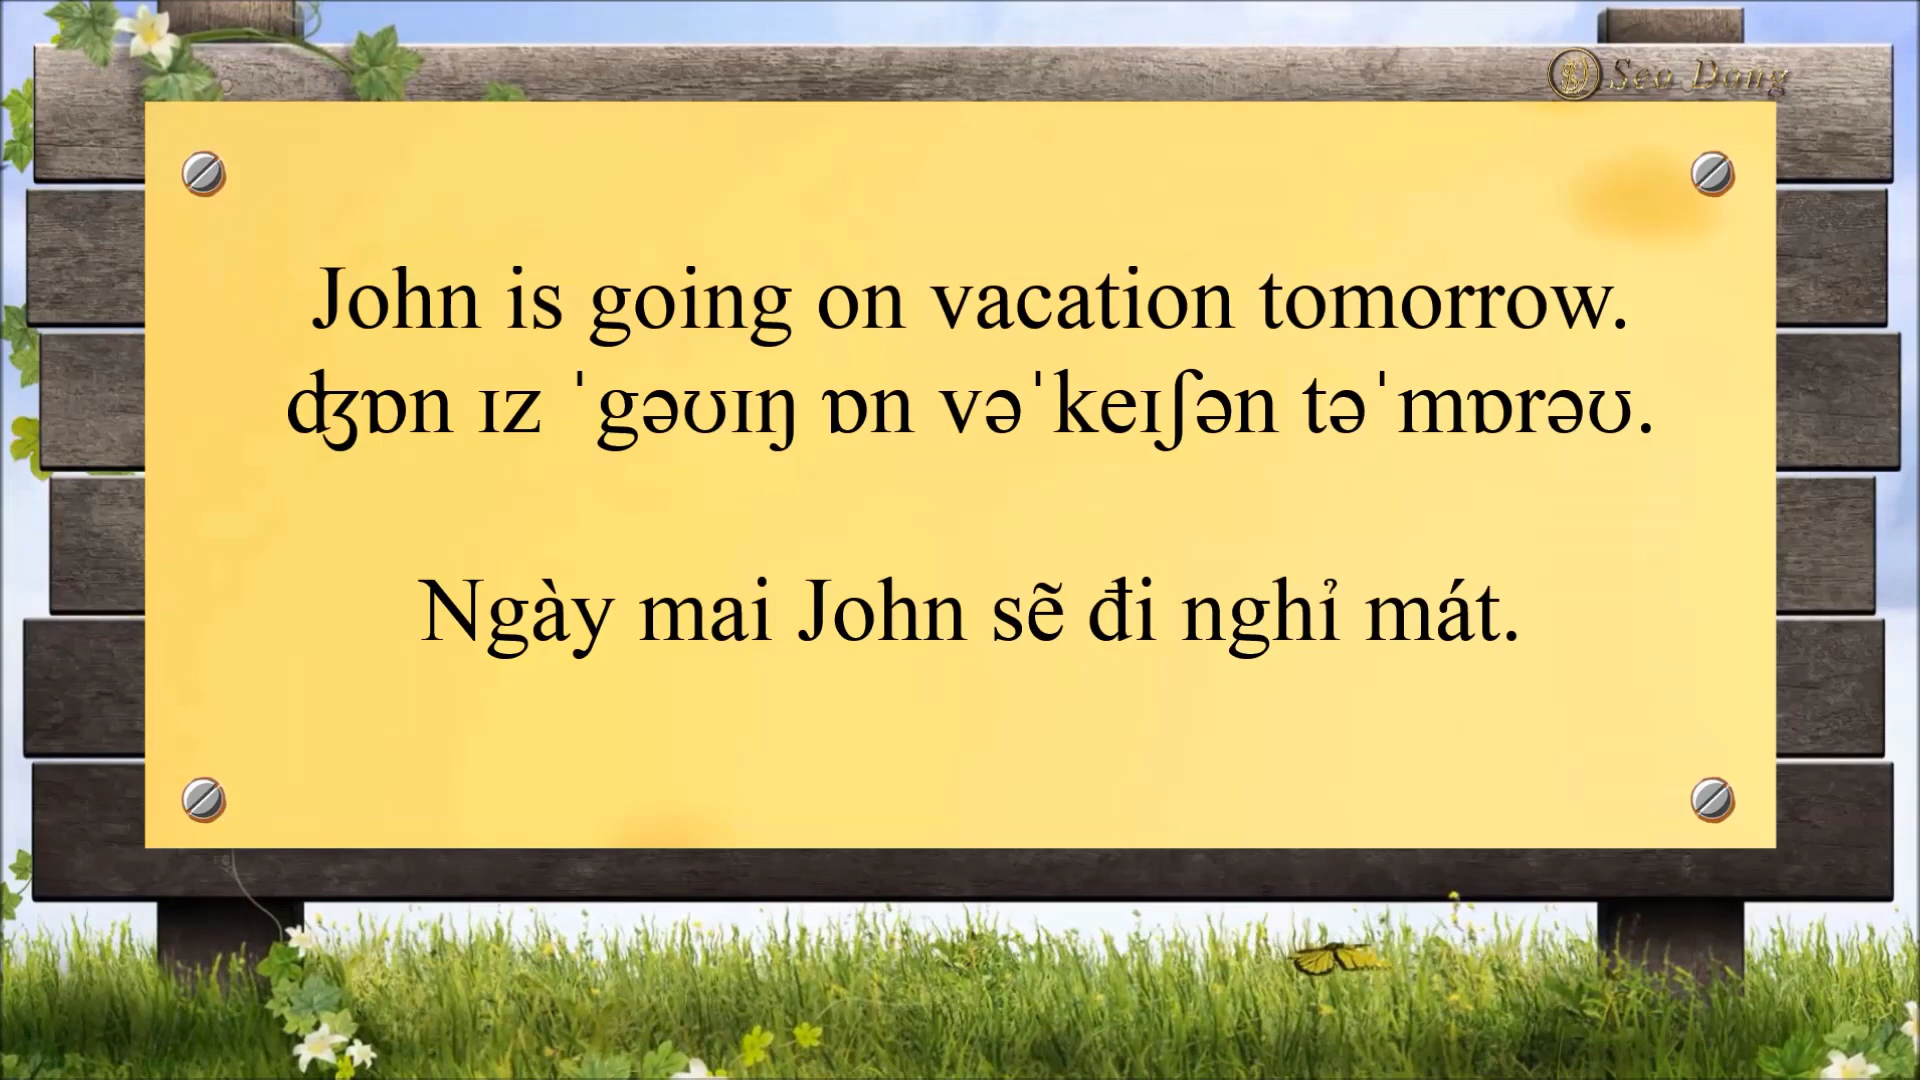 Seo Dong
John is going on vacation tomorrow.
ʤɒn ɪz ˈgəʊɪŋ ɒn vəˈkeɪʃən təˈmɒrəʊ.
Ngày mai John sẽ đi nghỉ mát.